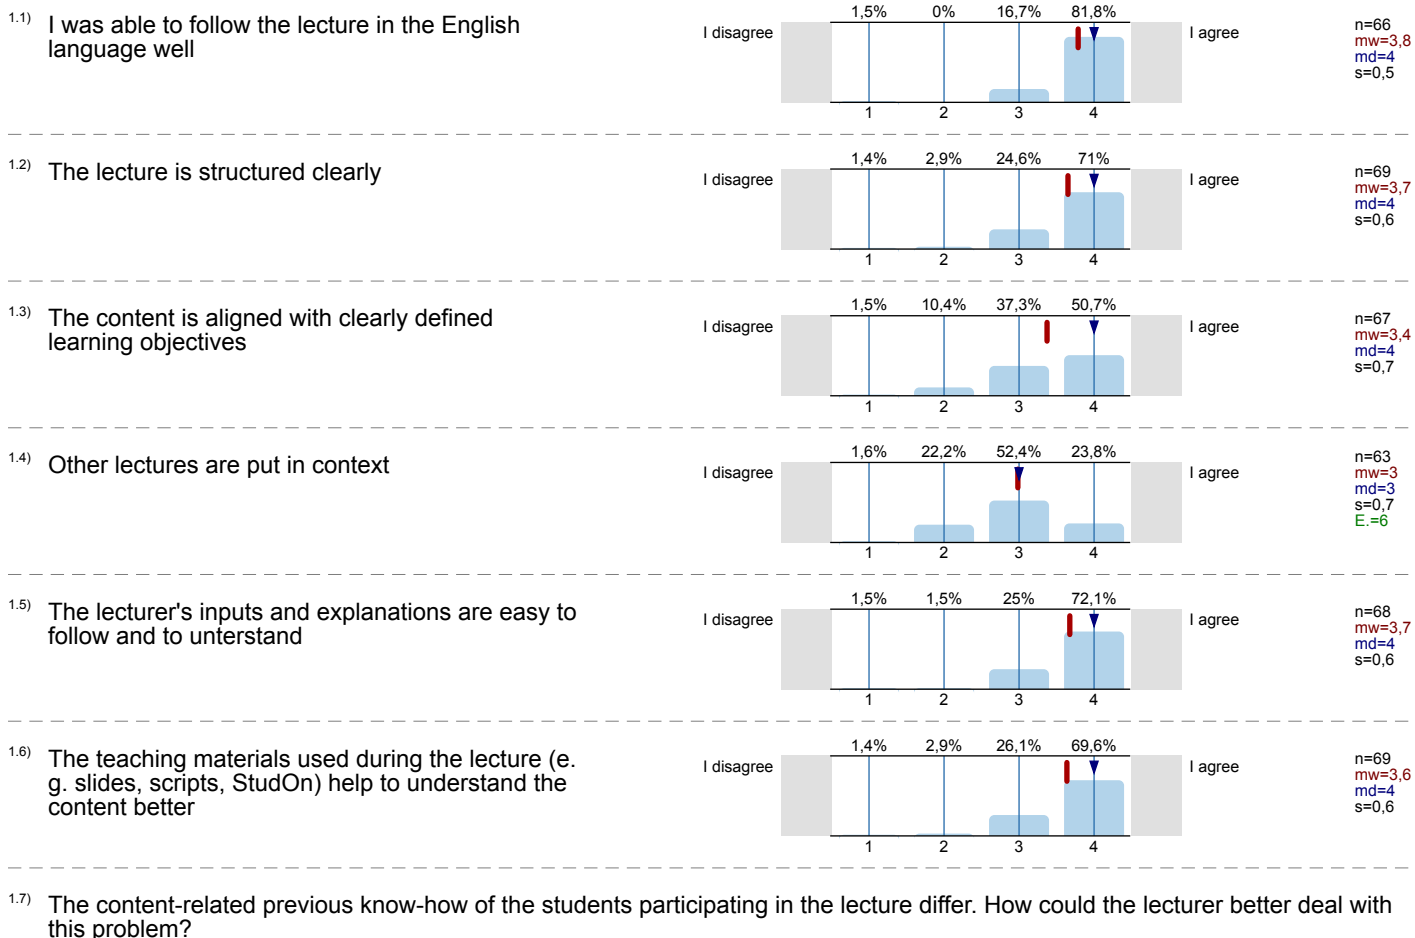 1.1) I was able to follow the lecture in the English
language well
I disagree
1,5% 0% 16,7% 81,8%
1 2 3 4
I agree
n=66
mw=3,8
md=4
s=0,5
1.2) The lecture is structured clearly
I disagree
1,4% 2,9% 24,6% 71%
1 2 3 4
I agree
n=69
mw=3,7
md=4
s=0,6
1.3) The content is aligned with clearly defined
learning objectives
I disagree
1,5% 10,4% 37,3% 50,7%
1 2 3 4
I agree
n=67
mw=3,4
md=4
s=0,7
1.4) Other lectures are put in context
I disagree
1,6% 22,2% 52,4% 23,8%
1 2 3 4
I agree
n=63
mw=3
md=3
s=0,7
E.=6
1.5) The lecturer's inputs and explanations are easy to
follow and to unterstand
I disagree
1,5% 1,5% 25% 72,1%
1 2 3 4
I agree
n=68
mw=3,7
md=4
s=0,6
1.6) The teaching materials used during the lecture (e.
g. slides, scripts, StudOn) help to understand the
content better
I disagree
1,4% 2,9% 26,1% 69,6%
1 2 3 4
I agree
n=69
mw=3,6
md=4
s=0,6
1.7) The content-related previous know-how of the students participating in the lecture differ. How could the lecturer better deal with
this problem?